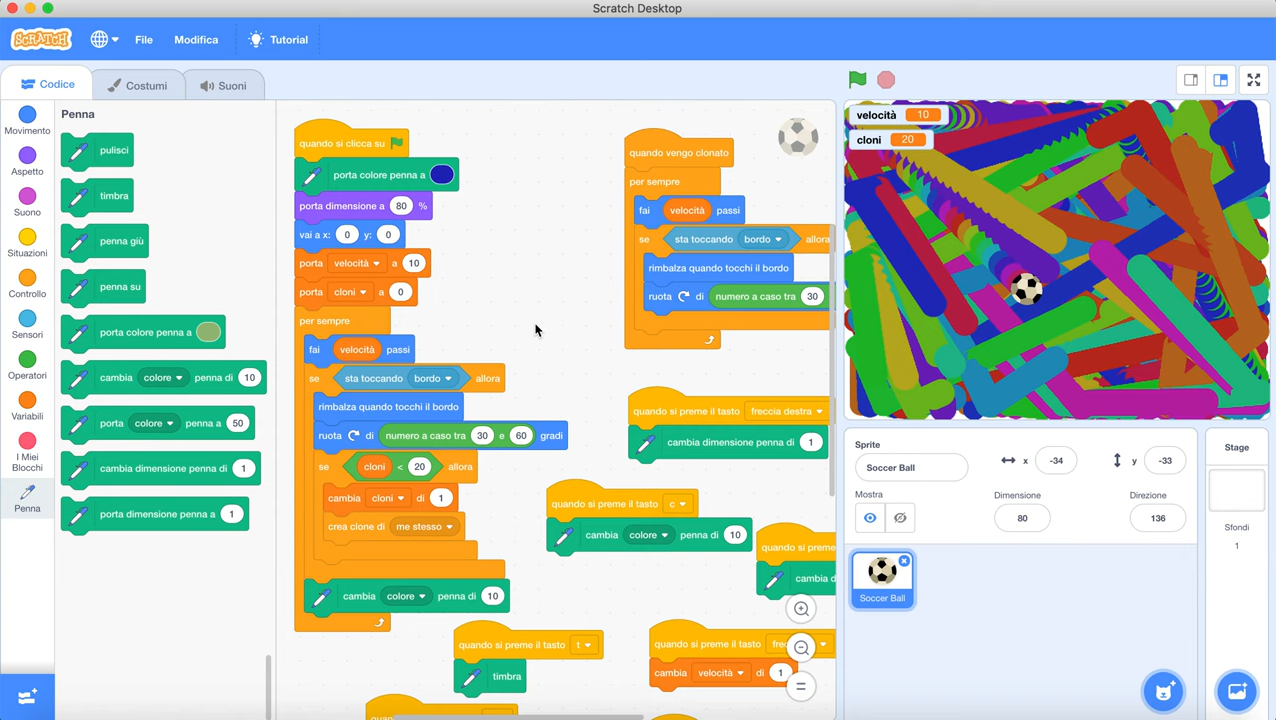 Scratch Desktop
SCRATCH File Modifica Tutorial
Codice Costumi Suoni
Movimento
Aspetto
Suono
Situazioni
Controllo
Sensori
Operatori
Variabili
I Miei
Blocchi
Penna
Penna
pulisci
timbra
penna giù
penna su
porta colore penna a
cambia colore penna di 10
porta colore penna a 50
cambia dimensione penna di 1
porta dimensione penna a 1
quando si clicca su
porta colore penna a
porta dimensione a 80 %
vai a x: 0 y: 0
porta velocità a 10
porta cloni a 0
per sempre
fai velocità passi
se sta toccando bordo allora
rimbalza quando tocchi il bordo
ruota di numero a caso tra 30 e 60 gradi
se cloni < 20 allora
cambia cloni di 1
crea clone di me stesso
cambia colore penna di 10
quando vengo clonato
per sempre
fai velocità passi
se sta toccando bordo allora
rimbalza quando tocchi il bordo
ruota di numero a caso tra 30
quando si preme il tasto freccia destra
cambia dimensione penna di 1
quando si preme il tasto c
cambia colore penna di 10
quando si preme
cambia d
quando si preme il tasto t
timbra
quando si preme il tasto frec
cambia velocità di 1
velocità 10
cloni 20
Sprite
Soccer Ball
x -34 y -33
Mostra
Dimensione
80
Direzione
136
Soccer Ball
Stage
Sfondi
1